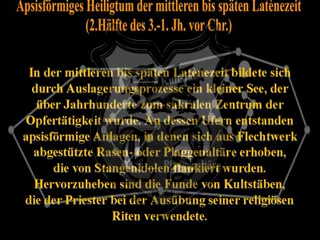 Apsisförmiges Heiligtum der mittleren bis späten Latènezeit
(2.Hälfte des 3.-1. Jh. vor Chr.)
In der mittleren bis späten Latènezeit bildete sich
durch Auslagerungsprozesse ein kleiner See, der
über Jahrhunderte zum sakralen Zentrum der
Opfertätigkeit wurde. An dessen Ufern entstanden
apsisförmige Anlagen, in denen sich aus Flechtwerk
abgestützte Rasen- oder Plaggenaltäre erhoben,
die von Stangenidolen flankiert wurden.
Hervorzuheben sind die Funde von Kultstäben,
die der Priester bei der Ausübung seiner religiösen
Riten verwendete.